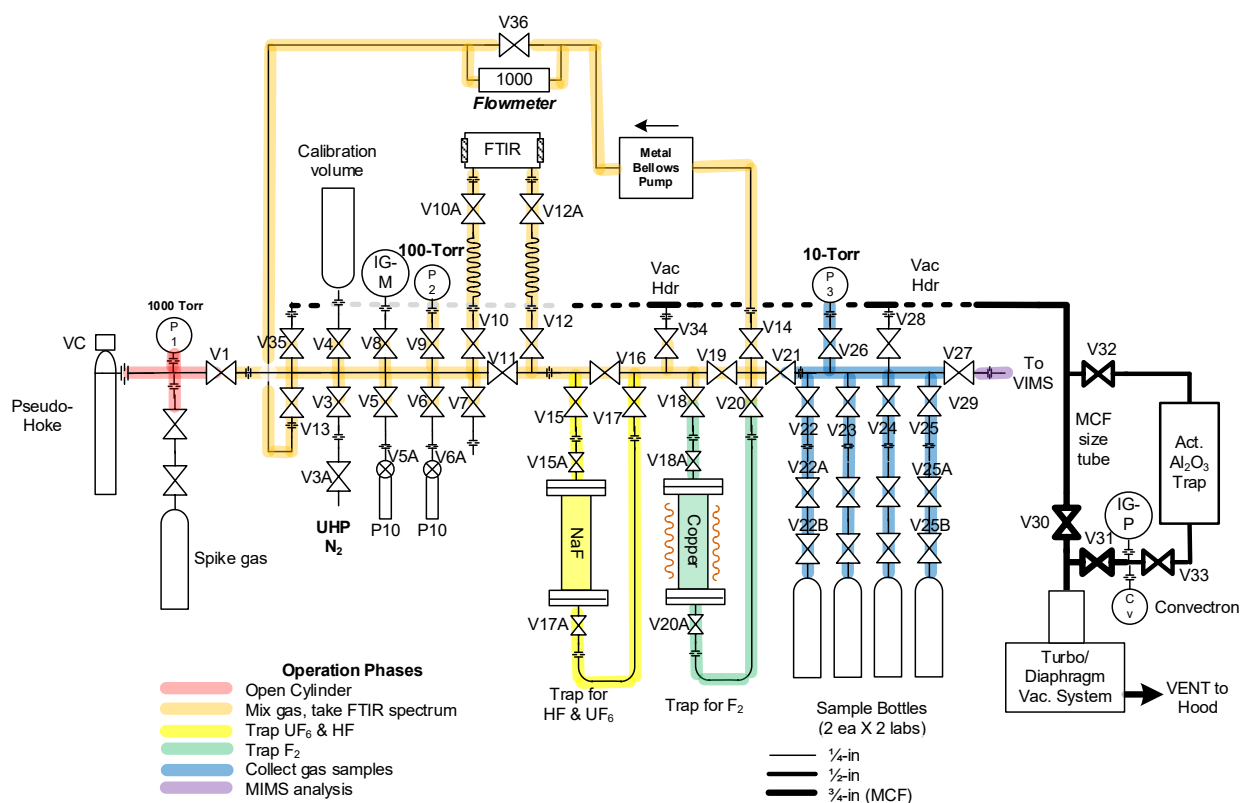 V36
1000
Flowmeter
Metal
Bellows
Pump
FTIR
Calibration
volume
V10A
V12A
100-Torr
IG-
M
P
2
10-Torr
P
3
Vac
Hdr
Vac
Hdr
1000 Torr
P
1
VC
V1
V35
V4
V8
V9
V10
V11
V12
V16
V34
V19
V14
V21
V26
V28
V27
To
VIMS
V32
Pseudo-
Hoke
V13
V3
V5
V6
V7
V15
V17
V18
V20
V22
V23
V24
V25
V29
MCF
size
tube
Act.
Al₂O₃
Trap
V3A
V5A
V6A
V15A
V18A
V22A
V25A
UHP
N₂
P10
P10
NaF
Copper
V22B
V25B
V30
IG-
P
V31
V33
Spike gas
V17A
V20A
C
v
Convectron
Turbo/
Diaphragm
Vac. System
VENT to
Hood
Trap for
HF & UF₆
Trap for F₂
Sample Bottles
(2 ea X 2 labs)
Operation Phases
Open Cylinder
Mix gas, take FTIR spectrum
Trap UF₆ & HF
Trap F₂
Collect gas samples
MIMS analysis
¼-in
½-in
¾-in (MCF)